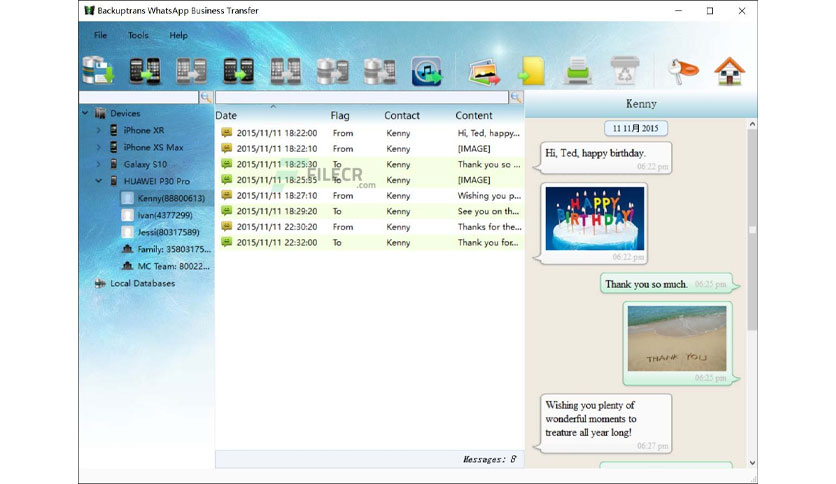 Backuptrans WhatsApp Business Transfer
File Tools Help
Devices
iPhone XR
iPhone XS Max
Galaxy S10
HUAWEI P30 Pro
Kenny(88800613)
Ivan(4377299)
Jessi(80317589)
Family: 35803175...
MC Team: 80022...
Local Databases
Date Flag Contact Content
2015/11/11 18:22:00 From Kenny Hi, Ted, happy...
2015/11/11 18:22:10 From Kenny [IMAGE]
2015/11/11 18:25:30 To Kenny Thank you so ...
2015/11/11 18:25:35 To Kenny [IMAGE]
2015/11/11 18:27:10 From Kenny Wishing you p...
2015/11/11 18:29:20 To Kenny See you on th...
2015/11/11 22:30:20 From Kenny Thanks for the...
2015/11/11 22:32:00 To Kenny Thank you for...
FILECR
.com
Messages: 8
Kenny
11 11月 2015
Hi, Ted, happy birthday.
06:22 pm
HAPPY
BIRTHDAY!
06:22 pm
Thank you so much. 06:25 pm
THANK YOU
06:25 pm
Wishing you plenty of
wonderful moments to
treature all year long!
06:27 pm